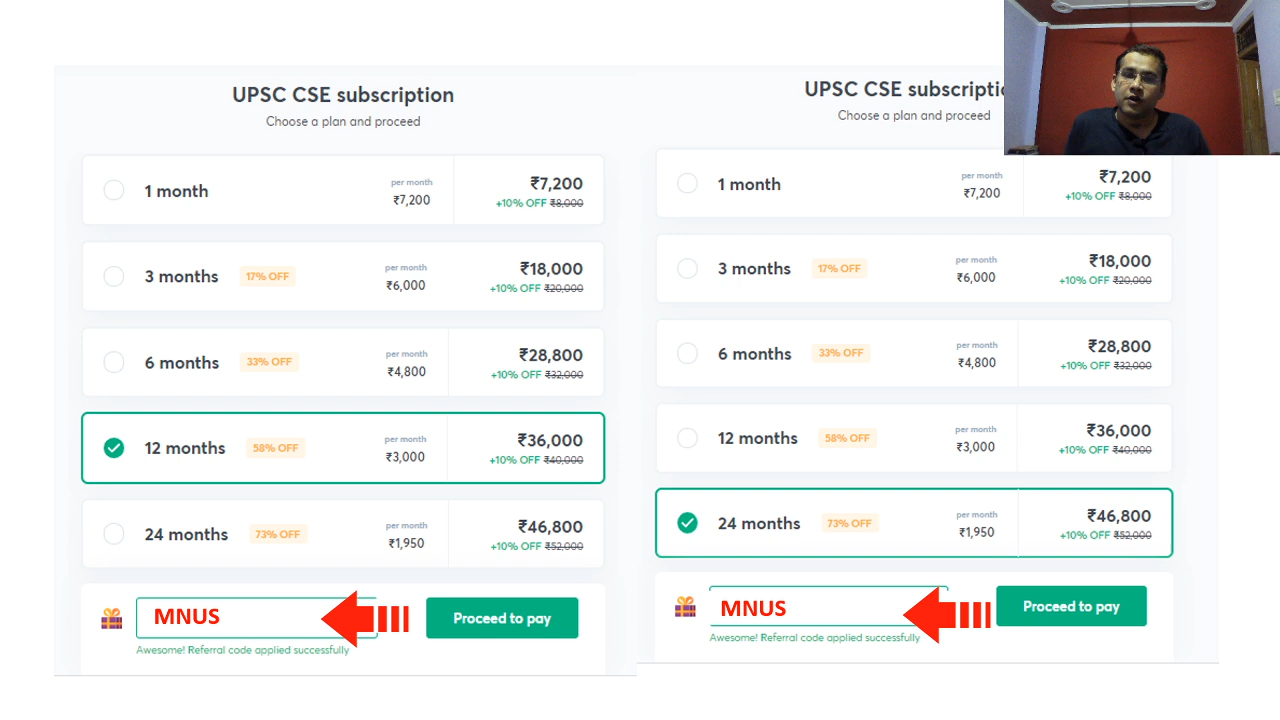 UPSC CSE subscription
Choose a plan and proceed
1 month
per month
₹7,200
₹7,200
+10% OFF ₹8,000
3 months
17% OFF
per month
₹6,000
₹18,000
+10% OFF ₹20,000
6 months
33% OFF
per month
₹4,800
₹28,800
+10% OFF ₹32,000
12 months
58% OFF
per month
₹3,000
₹36,000
+10% OFF ₹40,000
24 months
73% OFF
per month
₹1,950
₹46,800
+10% OFF ₹52,000
MNUS
Proceed to pay
Awesome! Referral code applied successfully
UPSC CSE subscriptio
Choose a plan and proceed
1 month
per month
₹7,200
₹7,200
+10% OFF ₹8,000
3 months
17% OFF
per month
₹6,000
₹18,000
+10% OFF ₹20,000
6 months
33% OFF
per month
₹4,800
₹28,800
+10% OFF ₹32,000
12 months
58% OFF
per month
₹3,000
₹36,000
+10% OFF ₹40,000
24 months
73% OFF
per month
₹1,950
₹46,800
+10% OFF ₹52,000
MNUS
Proceed to pay
Awesome! Referral code applied successfully